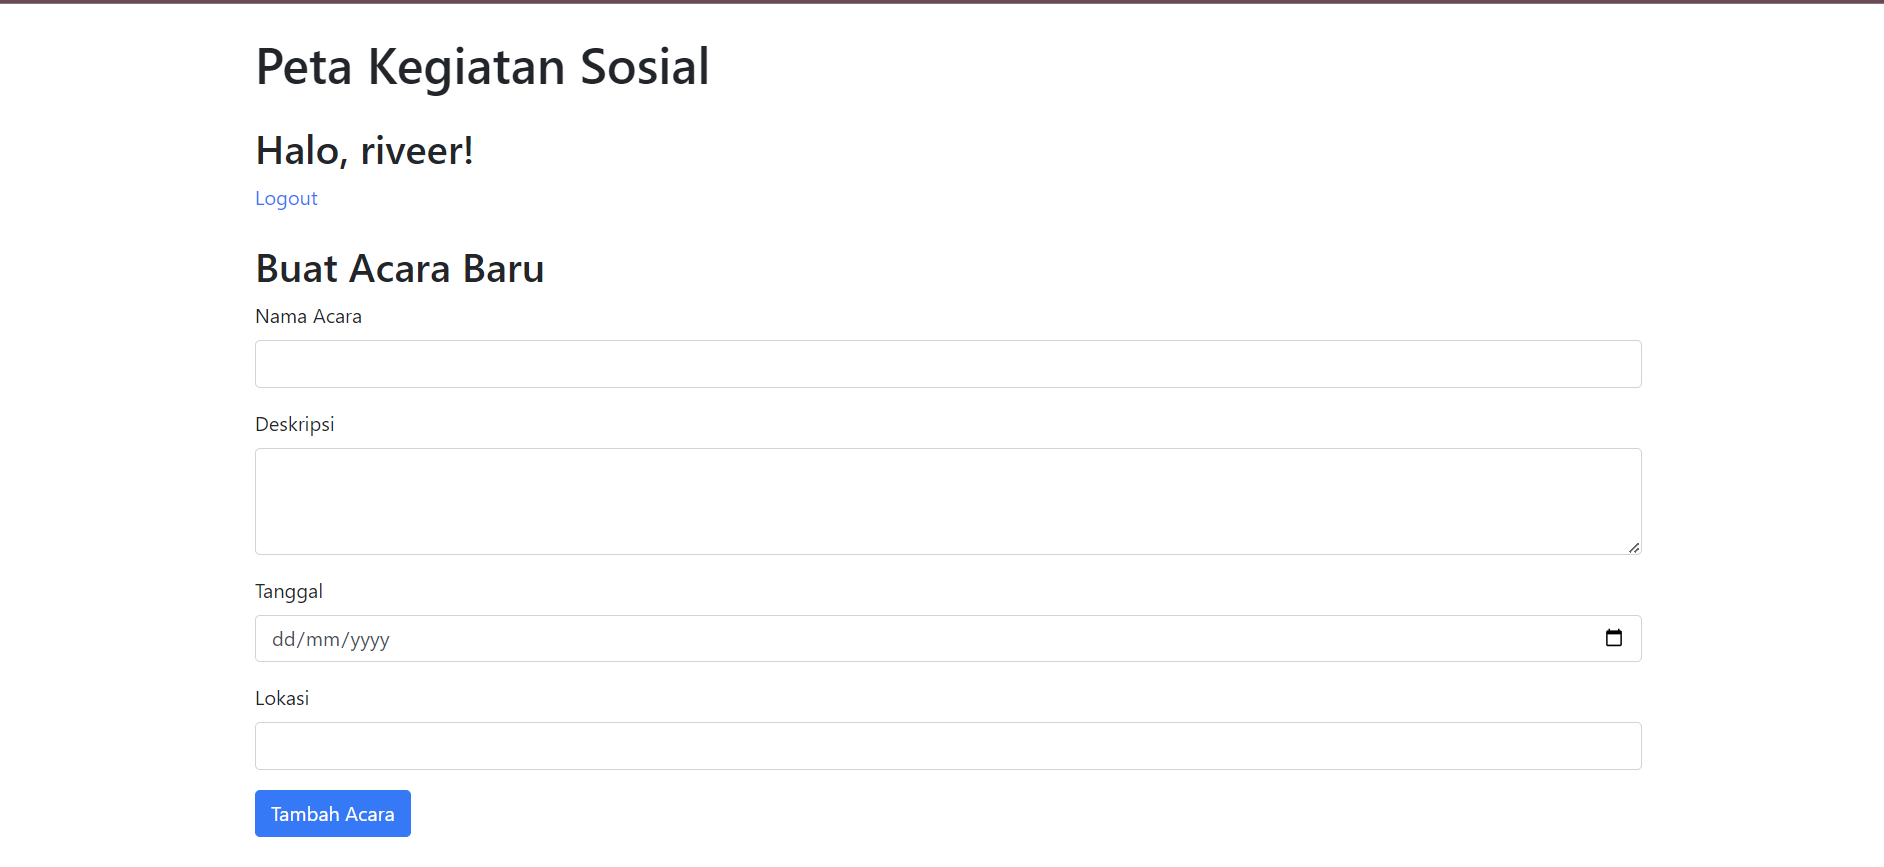 Peta Kegiatan Sosial
Halo, riveer!
Logout
Buat Acara Baru
Nama Acara
Deskripsi
Tanggal
dd/mm/yyyy
Lokasi
Tambah Acara